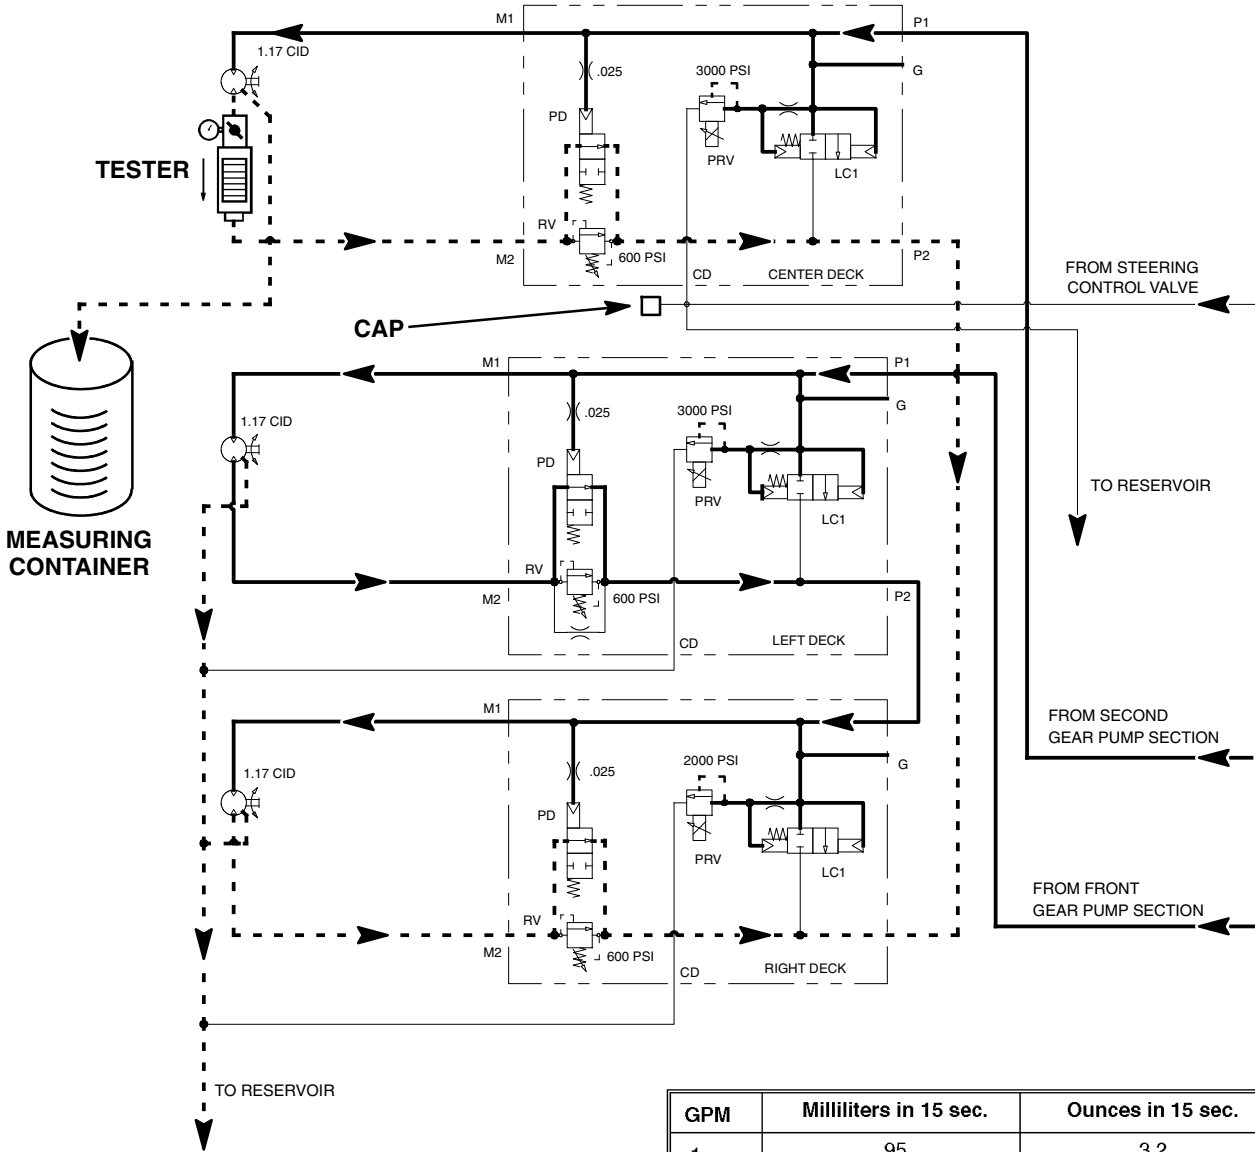 M1
P1
1.17 CID
.025
3000 PSI
G
PD
TESTER
PRV
LC1
RV
M2
600 PSI
CD
CENTER DECK
P2
FROM STEERING
CONTROL VALVE
CAP
M1
P1
1.17 CID
.025
3000 PSI
G
PD
PRV
LC1
TO RESERVOIR
MEASURING
CONTAINER
RV
M2
600 PSI
P2
CD
LEFT DECK
M1
FROM SECOND
GEAR PUMP SECTION
1.17 CID
.025
2000 PSI
G
PD
PRV
LC1
FROM FRONT
GEAR PUMP SECTION
RV
M2
600 PSI
CD
RIGHT DECK
TO RESERVOIR
GPM Milliliters in 15 sec. Ounces in 15 sec.